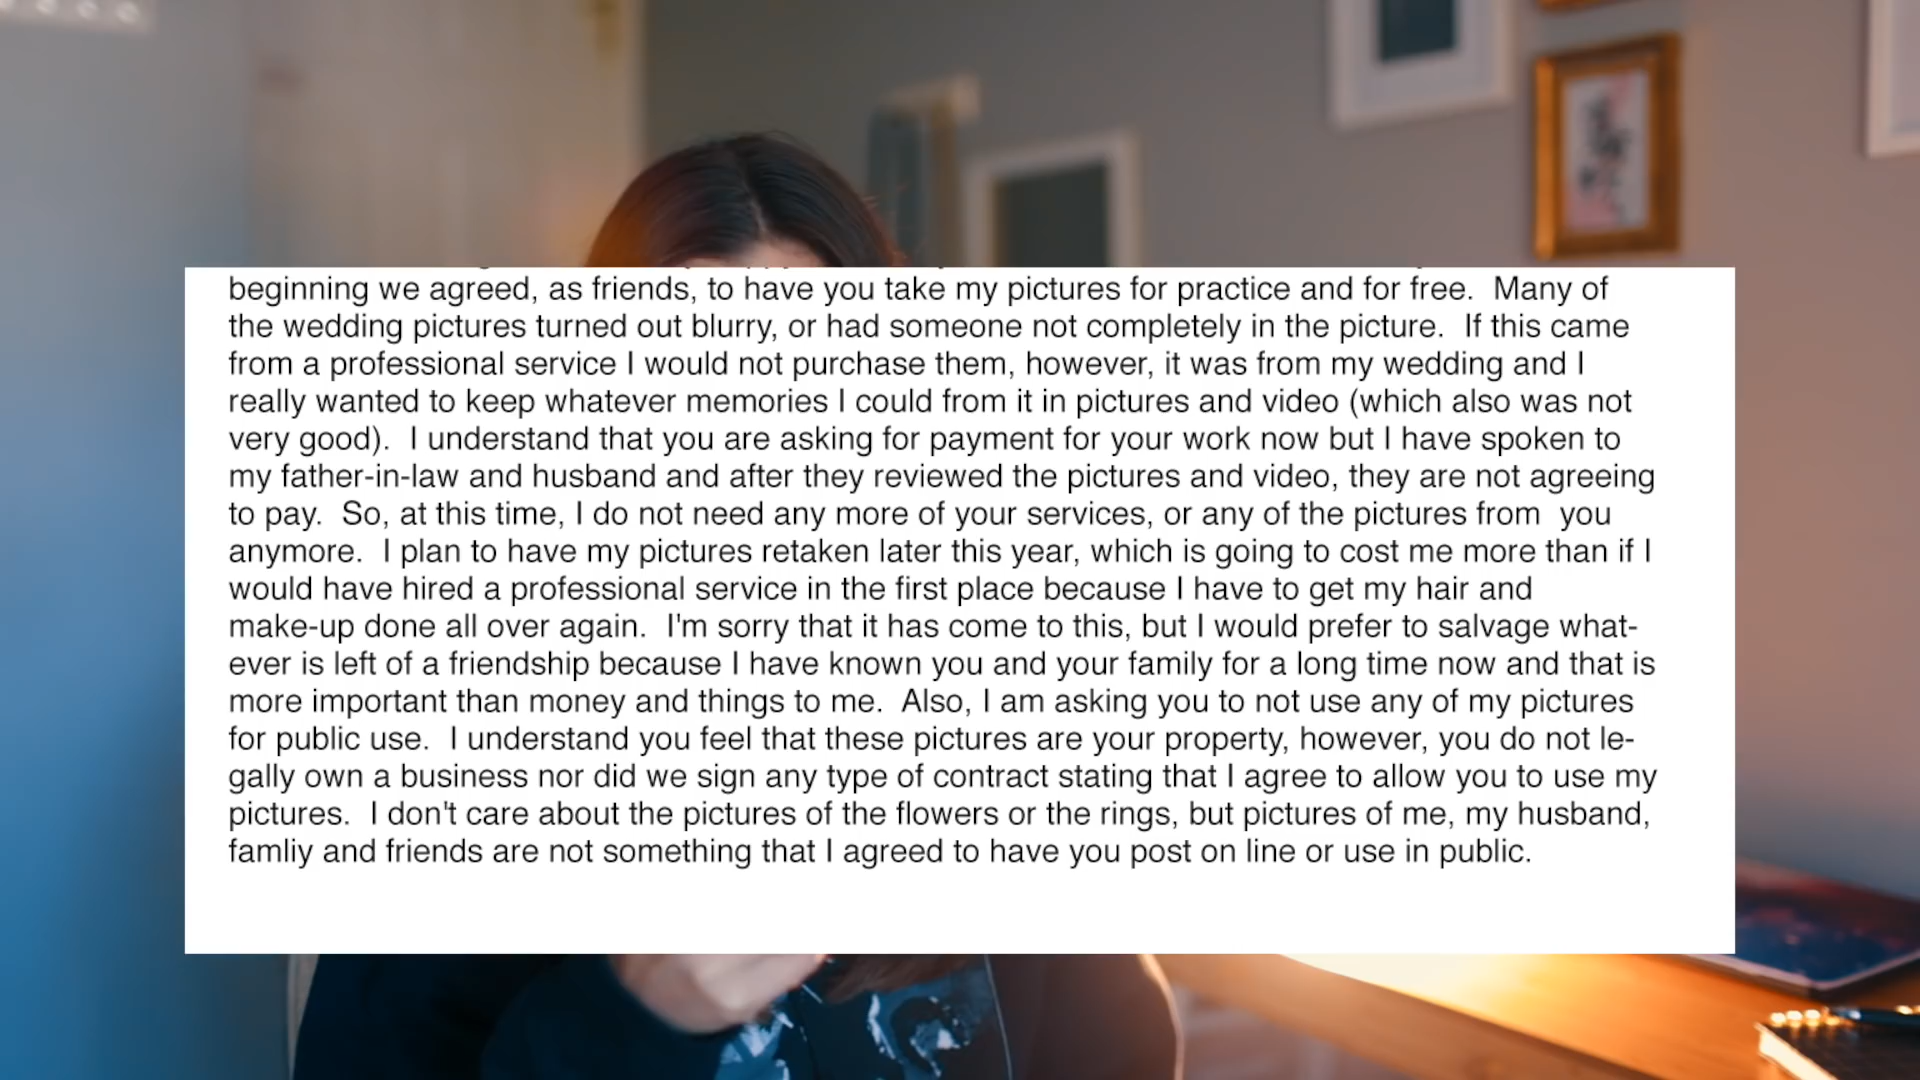 beginning we agreed, as friends, to have you take my pictures for practice and for free.  Many of
the wedding pictures turned out blurry, or had someone not completely in the picture.  If this came
from a professional service I would not purchase them, however, it was from my wedding and I
really wanted to keep whatever memories I could from it in pictures and video (which also was not
very good).  I understand that you are asking for payment for your work now but I have spoken to
my father-in-law and husband and after they reviewed the pictures and video, they are not agreeing
to pay.  So, at this time, I do not need any more of your services, or any of the pictures from  you
anymore.  I plan to have my pictures retaken later this year, which is going to cost me more than if I
would have hired a professional service in the first place because I have to get my hair and
make-up done all over again.  I'm sorry that it has come to this, but I would prefer to salvage what-
ever is left of a friendship because I have known you and your family for a long time now and that is
more important than money and things to me.  Also, I am asking you to not use any of my pictures
for public use.  I understand you feel that these pictures are your property, however, you do not le-
gally own a business nor did we sign any type of contract stating that I agree to allow you to use my
pictures.  I don't care about the pictures of the flowers or the rings, but pictures of me, my husband,
famliy and friends are not something that I agreed to have you post on line or use in public.